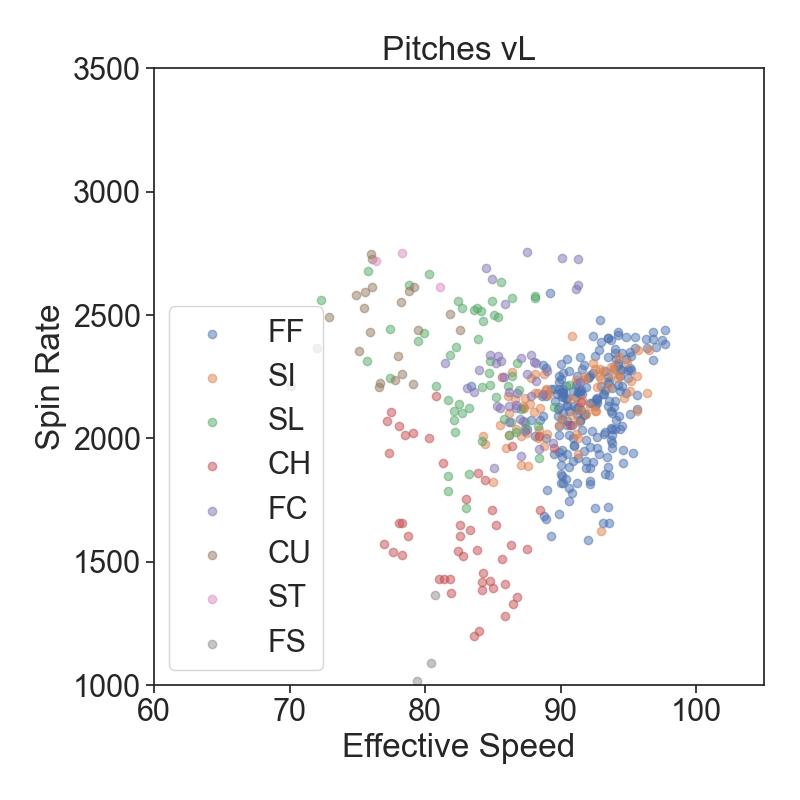 Pitches vL
3500
3000
2500
2000
1500
1000
Spin Rate
FF
SI
SL
CH
FC
CU
ST
FS
60 70 80 90 100
Effective Speed